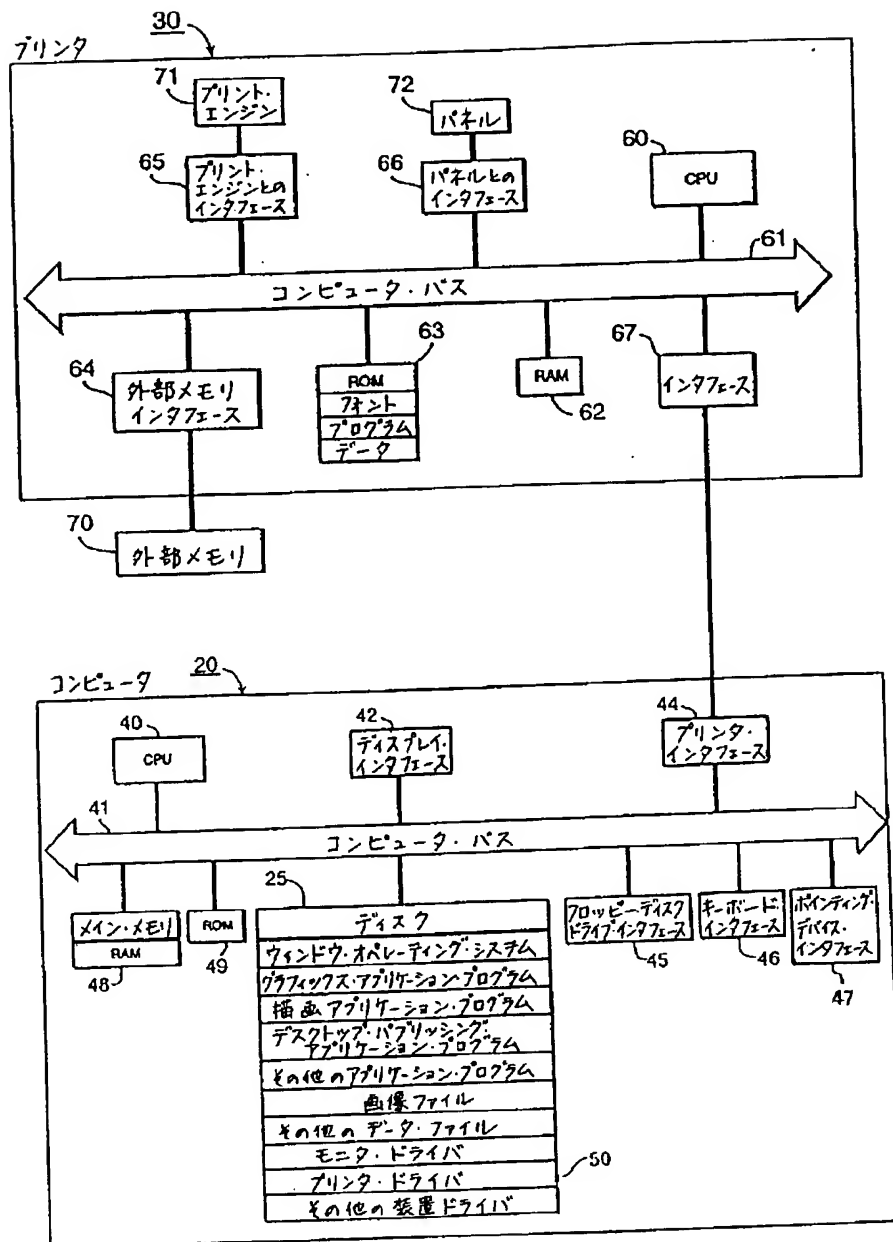 プリンタ
30
71
プリント・
エンジン
72
パネル
65
プリント・
エンジンとの
インタフェース
66
パネルとの
インタフェース
60
CPU
61
コンピュータ・バス
64
外部メモリ
インタフェース
63
ROM
フォント
プログラム
データ
RAM
62
67
インタフェース
70
外部メモリ
コンピュータ
20
40
CPU
42
ディスプレイ・
インタフェース
44
プリンタ・
インタフェース
41
コンピュータ・バス
メイン・メモリ
RAM
48
ROM
49
25
ディスク
ウィンドウ・オペレーティング・システム
グラフィックス・アプリケーション・プログラム
描画アプリケーション・プログラム
デスクトップ・パブリッシング・
アプリケーション・プログラム
その他のアプリケーション・プログラム
画像ファイル
その他のデータ・ファイル
モニタ・ドライバ
プリンタ・ドライバ
その他の装置ドライバ
50
フロッピー・ディスク
ドライブ・インタフェース
45
キーボード・
インタフェース
46
ポインティング・
デバイス・
インタフェース
47